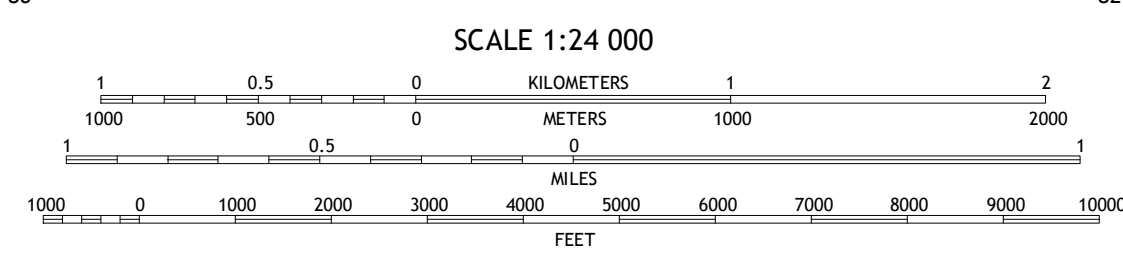 SCALE 1:24 000
1 0.5 0 KILOMETERS 1 2
1000 500 0 METERS 1000 2000
1 0.5 0 1
MILES
1000 0 1000 2000 3000 4000 5000 6000 7000 8000 9000 10000
FEET